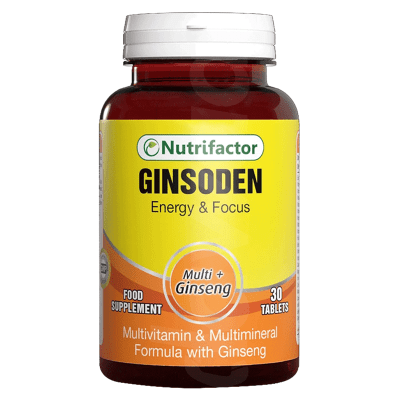 Nutrifactor
GINSODEN
Energy & Focus
Multi +
Ginseng
FOOD
SUPPLEMENT
30
TABLETS
Multivitamin & Multimineral
Formula with Ginseng